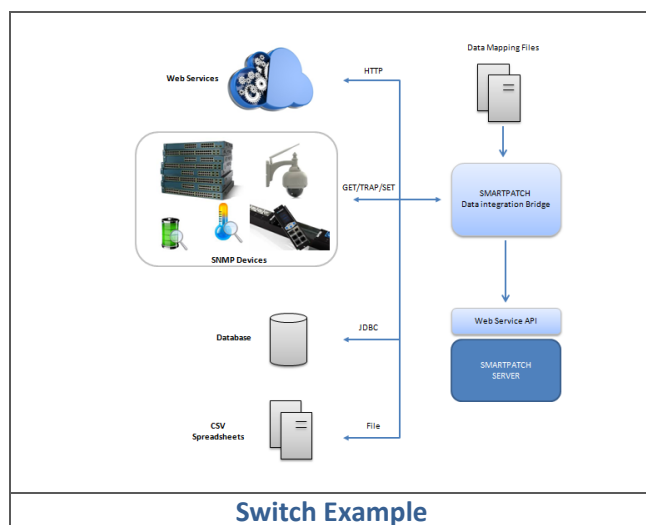 Data Mapping Files
Web Services
HTTP
GET/TRAP/SET
SMARTPATCH
Data integration Bridge
SNMP Devices
Web Service API
Database
JDBC
SMARTPATCH
SERVER
CSV
Spreadsheets
File
Switch Example